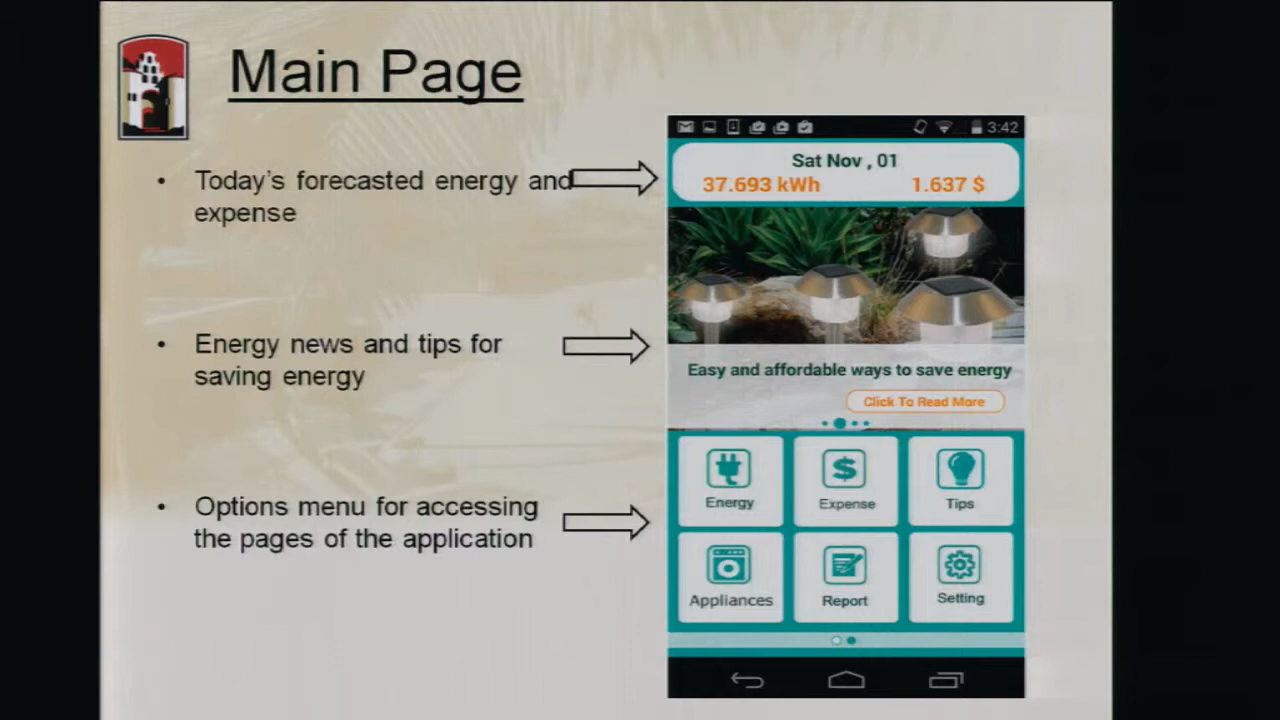 Main Page
• Today's forecasted energy and
expense
• Energy news and tips for
saving energy
• Options menu for accessing
the pages of the application
3:42
Sat Nov , 01
37.693 kWh 1.637 $
Easy and affordable ways to save energy
Click To Read More
Energy Expense Tips
Appliances Report Setting